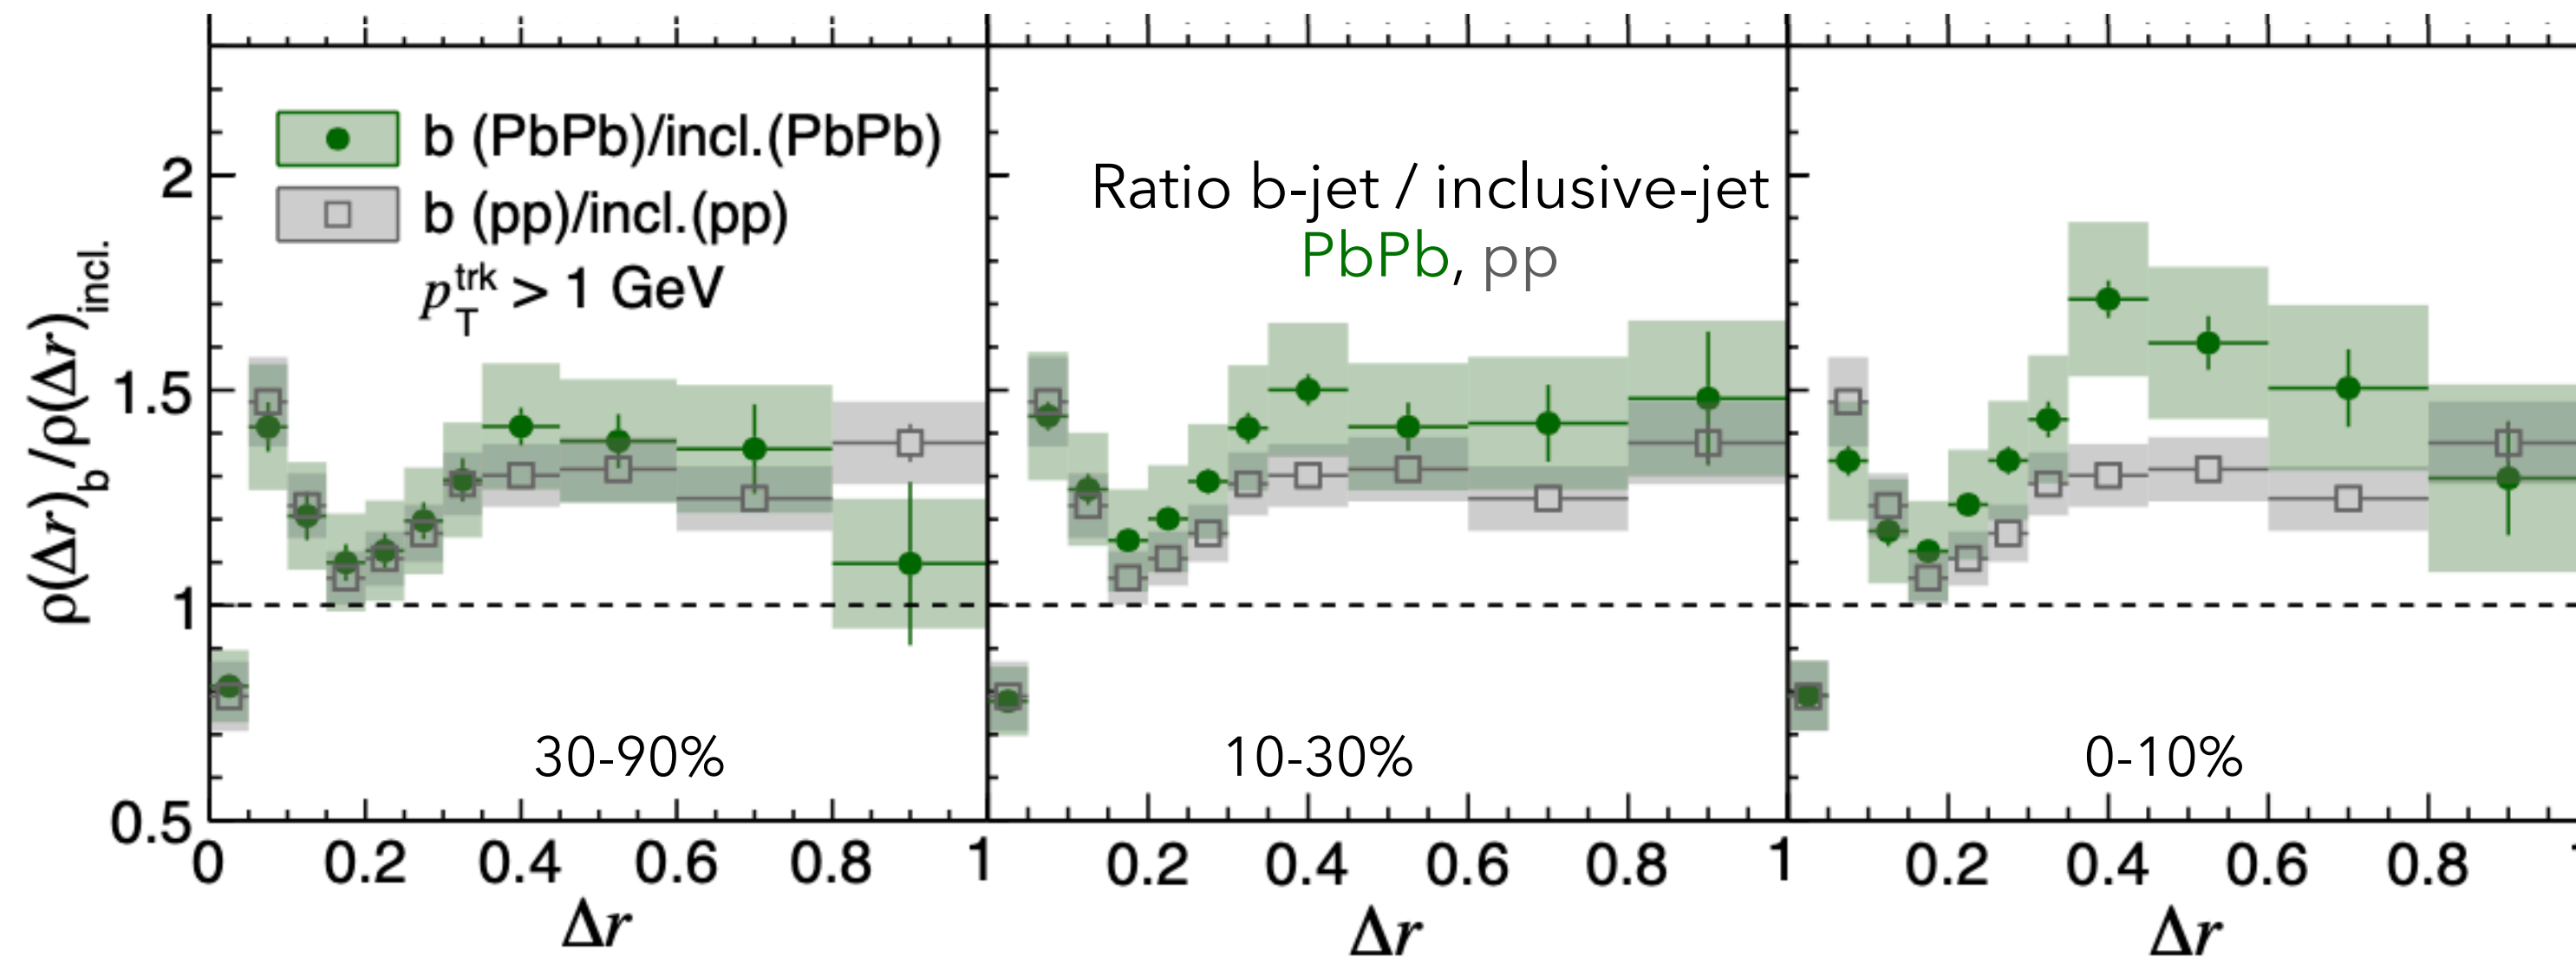 b (PbPb)/incl.(PbPb)
b (pp)/incl.(pp)
p_T^trk > 1 GeV
Ratio b-jet / inclusive-jet
PbPb, pp
ρ(Δr)_b /ρ(Δr)_incl.
2
1.5
1
0.5
30-90%
10-30%
0-10%
0 0.2 0.4 0.6 0.8 1
0.2 0.4 0.6 0.8 1
0.2 0.4 0.6 0.8
Δr
Δr
Δr